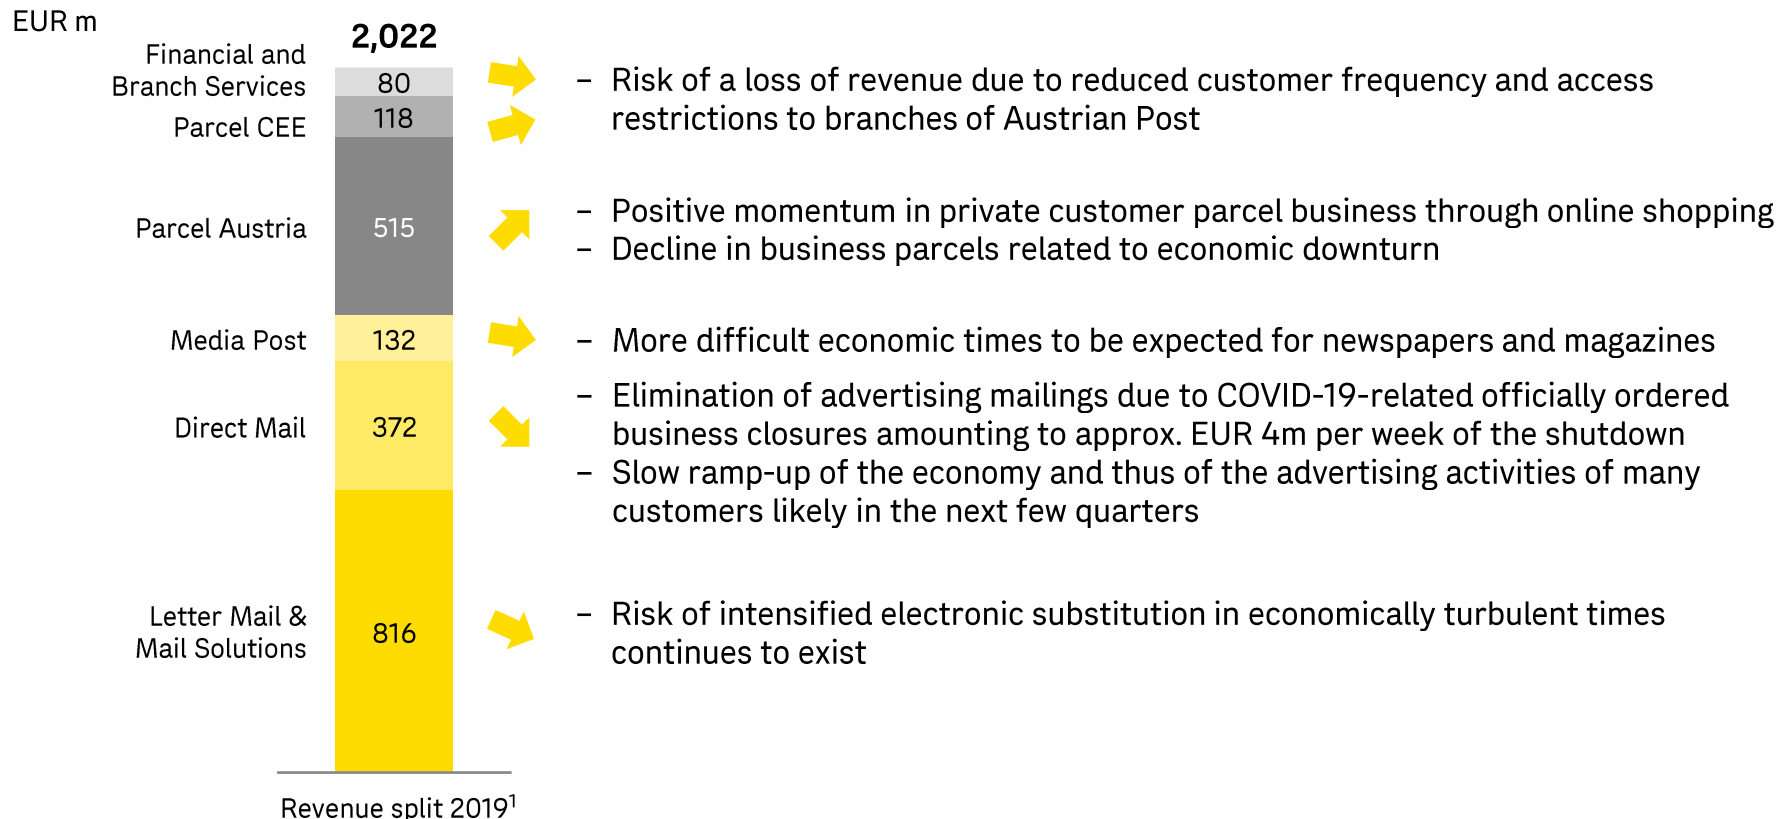 EUR m
2,022
Financial and
Branch Services
80
– Risk of a loss of revenue due to reduced customer frequency and access
restrictions to branches of Austrian Post
Parcel CEE
118
Parcel Austria
515
– Positive momentum in private customer parcel business through online shopping
– Decline in business parcels related to economic downturn
Media Post
132
– More difficult economic times to be expected for newspapers and magazines
Direct Mail
372
– Elimination of advertising mailings due to COVID-19-related officially ordered
business closures amounting to approx. EUR 4m per week of the shutdown
– Slow ramp-up of the economy and thus of the advertising activities of many
customers likely in the next few quarters
Letter Mail &
Mail Solutions
816
– Risk of intensified electronic substitution in economically turbulent times
continues to exist
Revenue split 2019¹